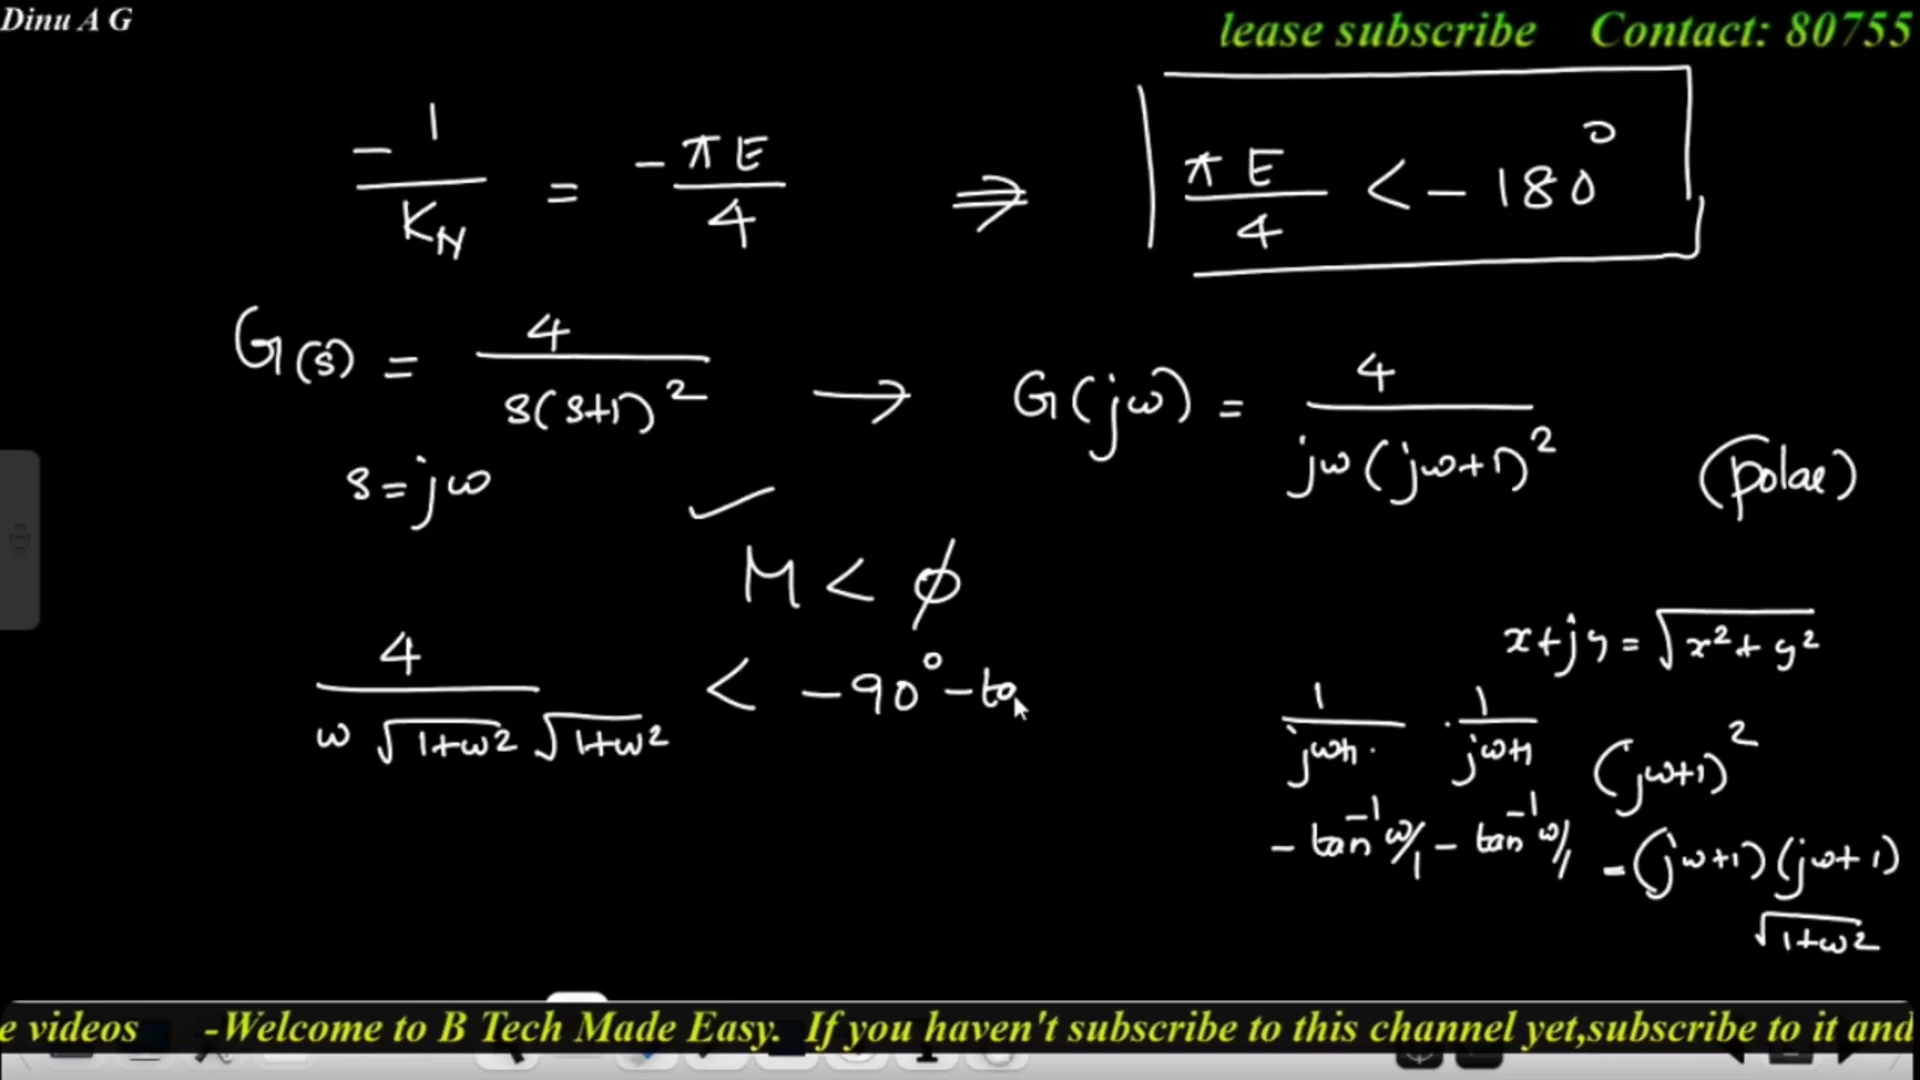 Dinu A G
lease subscribe Contact: 80755
-1/K_N = -πE/4 ⇒ πE/4 < -180°
G(s) = 4/s(s+1)² → G(jω) = 4/jω(jω+1)² (polar)
s=jω ✓
M < ϕ
x+jy = √x²+y²
4/ω √1+ω² √1+ω² < -90° - ta
1/jω+1 · 1/jω+1 (jω+1)²
- tan⁻¹ω/1 - tan⁻¹ω/1 = (jω+1)(jω+1)
√1+ω²
e videos -Welcome to B Tech Made Easy. If you haven't subscribe to this channel yet,subscribe to it and